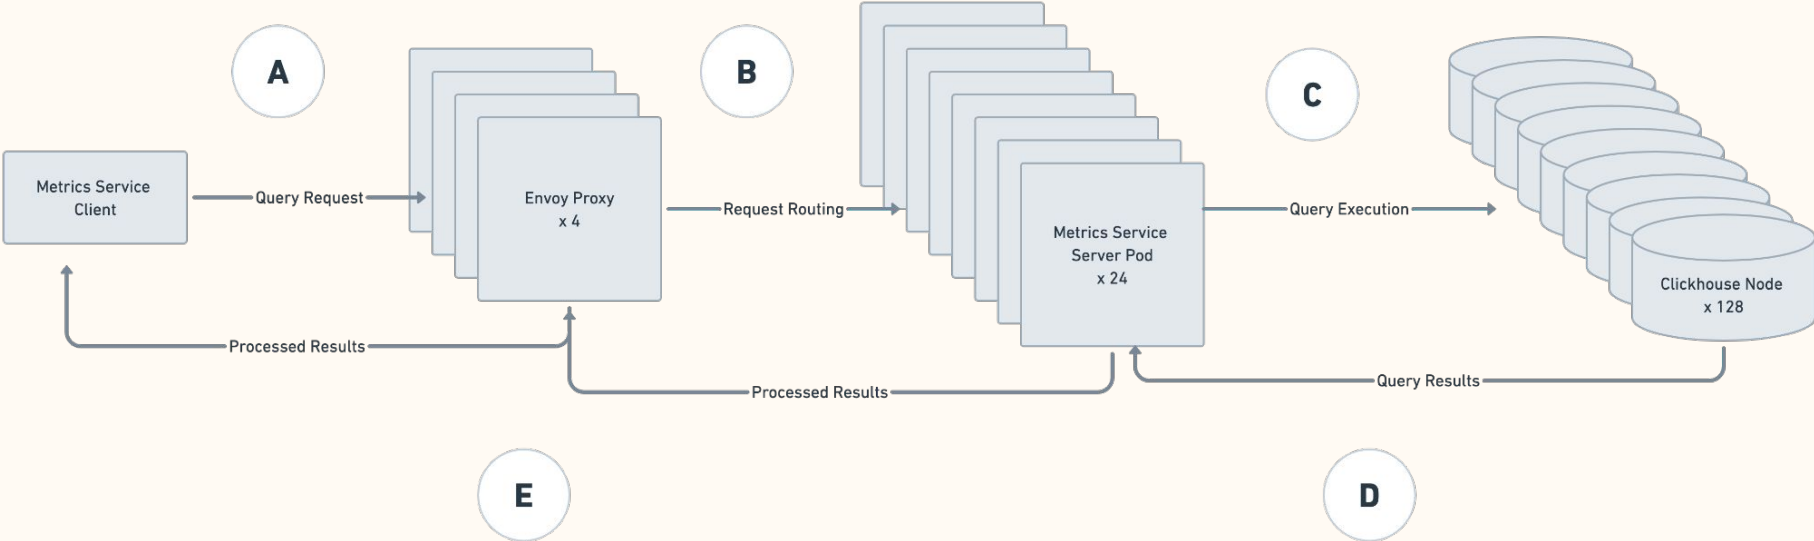 A
B
C
Metrics Service
Client
Query Request
Envoy Proxy
x 4
Request Routing
Metrics Service
Server Pod
x 24
Query Execution
Clickhouse Node
x 128
Processed Results
Processed Results
Query Results
E
D